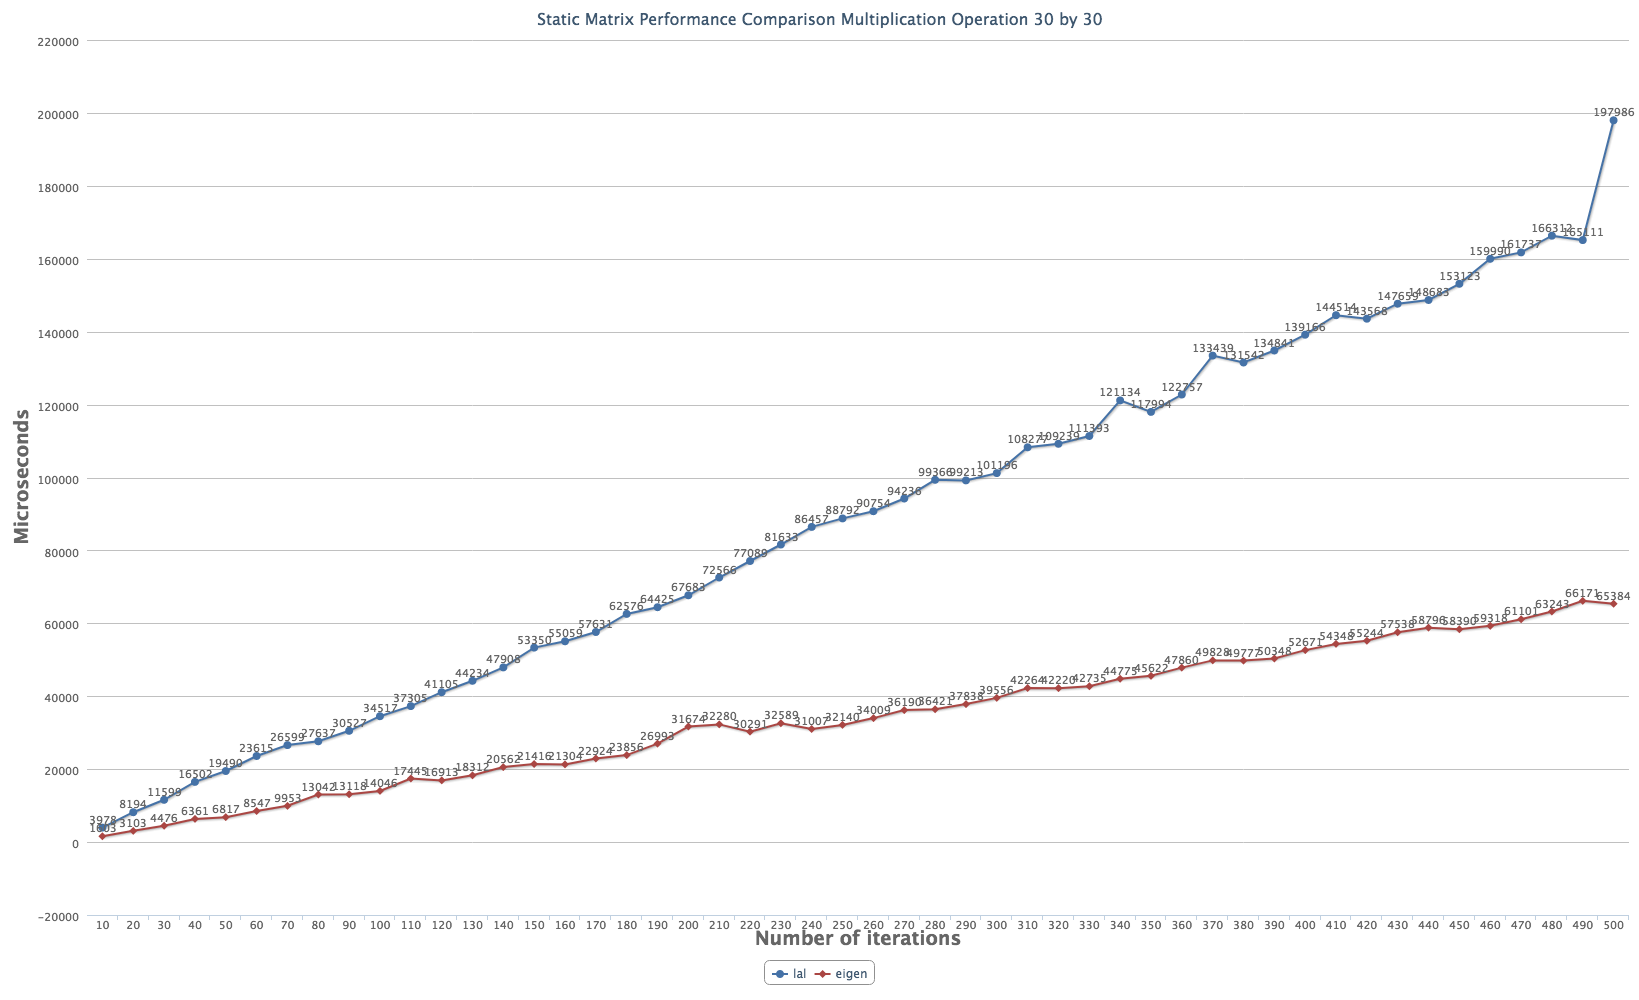 Static Matrix Performance Comparison Multiplication Operation 30 by 30
220000
200000
180000
160000
140000
120000
100000
80000
60000
40000
20000
0
-20000
Microseconds
3978 8194 11599 16502 19490 23615 26599 27637 30527 34517 37305 41105 44234 47908 53350 55059 57631 62576 64425 67683 72566 77089 81633 86457 88792 90754 94236 99366 99213 101196 108277 109239 111393 121134 117994 122757 133439 131542 134841 139166 144514 143568 147659 148683 153123 159990 161737 166312 165111 197986
1603 3103 4476 6361 6817 8547 9953 13042 13118 14046 17445 16913 18312 20562 21416 21304 22924 23856 26993 31674 32280 30291 32589 31007 32140 34009 36190 36421 37838 39556 42264 42220 42735 44775 45622 47860 49828 49777 50348 52671 54348 55244 57538 58796 58390 59318 61101 63243 66171 65384
10 20 30 40 50 60 70 80 90 100 110 120 130 140 150 160 170 180 190 200 210 220 230 240 250 260 270 280 290 300 310 320 330 340 350 360 370 380 390 400 410 420 430 440 450 460 470 480 490 500
Number of iterations
lal eigen